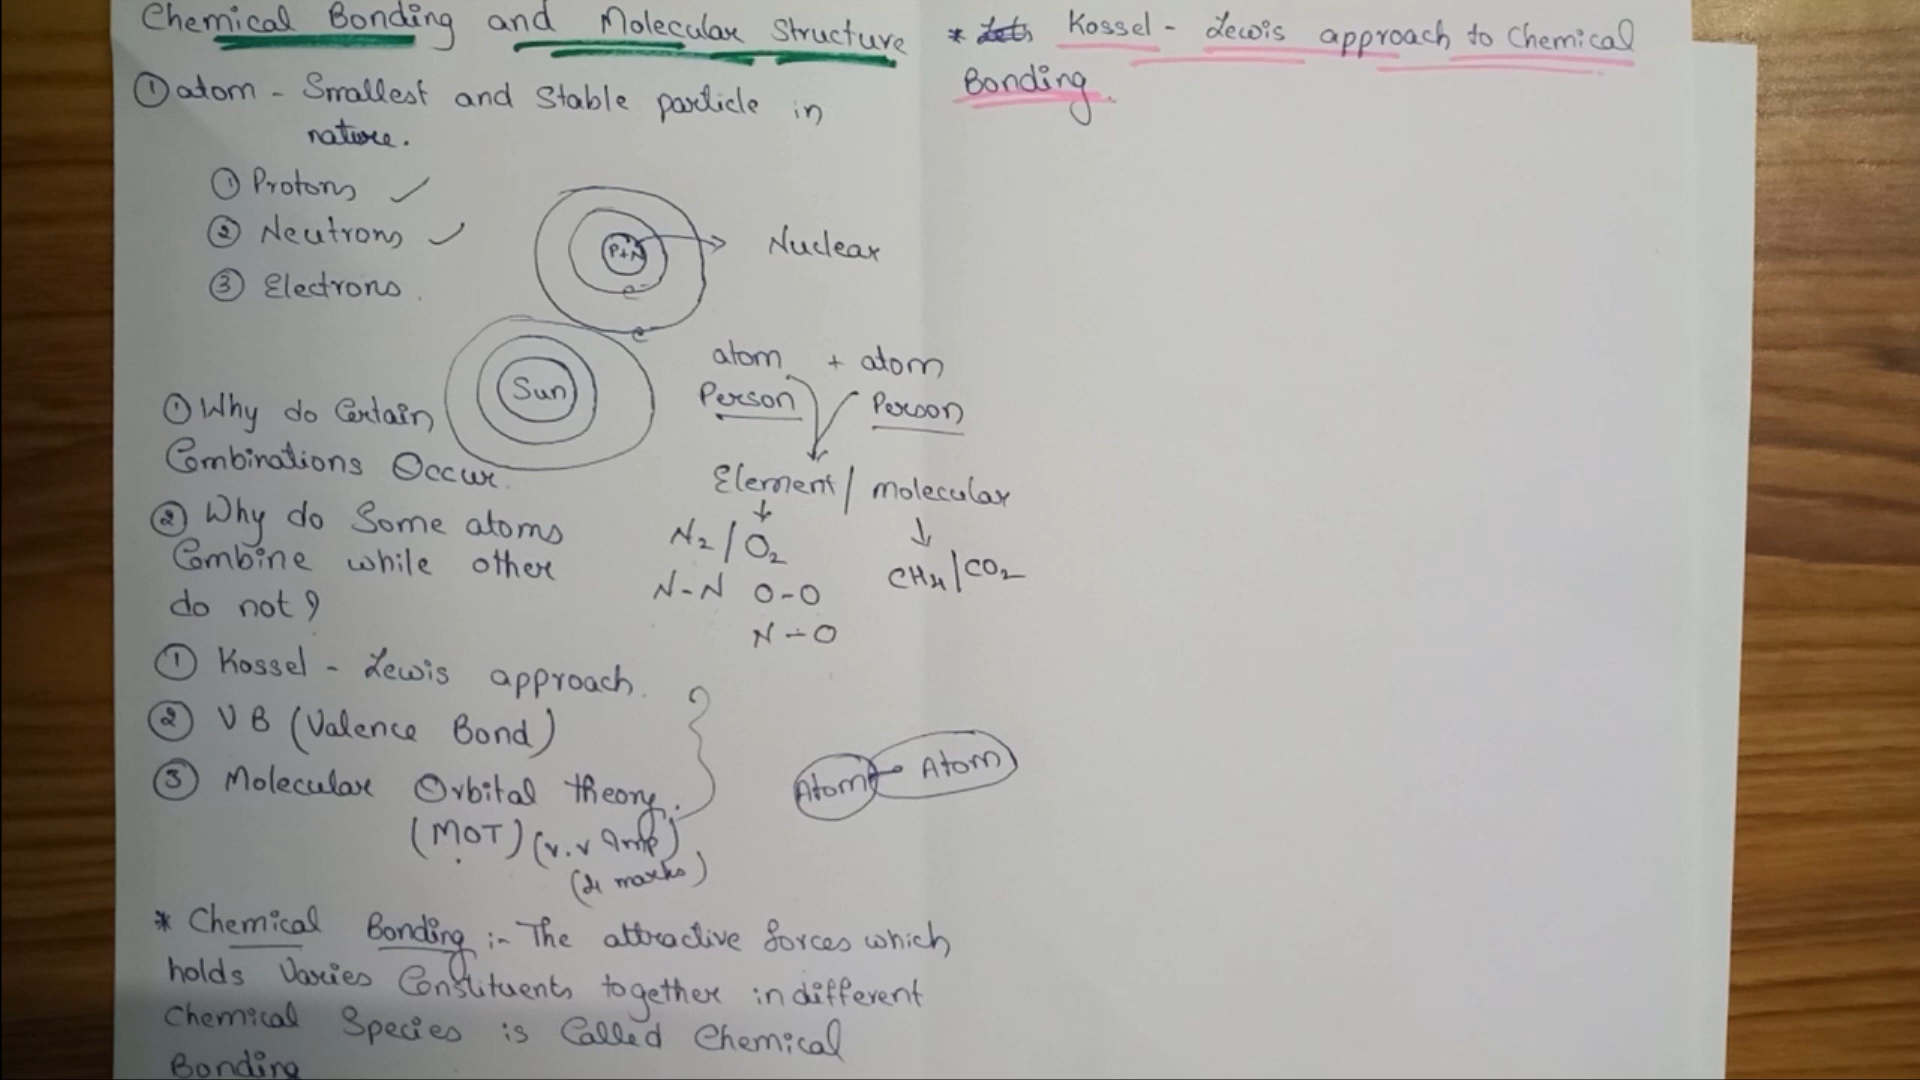 Chemical Bonding and Molecular Structure
① atom - Smallest and Stable particle in
nature.
① Protons ✓
② Neutrons ✓
③ Electrons.
P+N
Nuclear
e⁻
e⁻
Sun
atom + atom
Person Person
Element / molecular
N₂ / O₂
CH₄ / CO₂
N-N O-O
N-O
① Why do Certain
Combinations Occur.
② Why do Some atoms
Combine while other
do not?
① Kossel - Lewis approach.
② VB (Valence Bond)
③ Molecular Orbital theory.
(MOT) (v.v Imp)
(4 marks)
Atom - Atom
* Chemical Bonding :- The attractive forces which
holds Varies Constituents together in different
Chemical Species is Called Chemical
Bonding
* Kossel - Lewis approach to Chemical
Bonding.